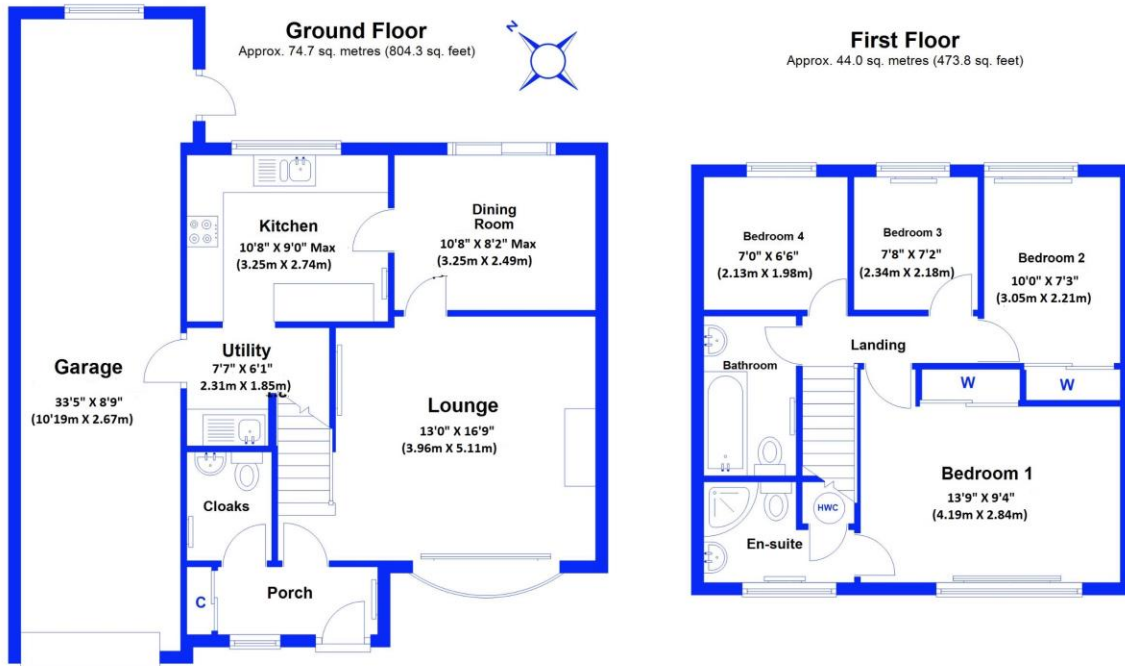 Ground Floor
Approx. 74.7 sq. metres (804.3 sq. feet)
N
First Floor
Approx. 44.0 sq. metres (473.8 sq. feet)
Kitchen
10'8" X 9'0" Max
(3.25m X 2.74m)
Dining
Room
10'8" X 8'2" Max
(3.25m X 2.49m)
Garage
33'5" X 8'9"
(10'19m X 2.67m)
Utility
7'7" X 6'1"
2.31m X 1.85m)
Lounge
13'0" X 16'9"
(3.96m X 5.11m)
Cloaks
C
Porch
Bedroom 4
7'0" X 6'6"
(2.13m X 1.98m)
Bedroom 3
7'8" X 7'2"
(2.34m X 2.18m)
Bedroom 2
10'0" X 7'3"
(3.05m X 2.21m)
Landing
Bathroom
W
W
Bedroom 1
13'9" X 9'4"
(4.19m X 2.84m)
HWC
En-suite